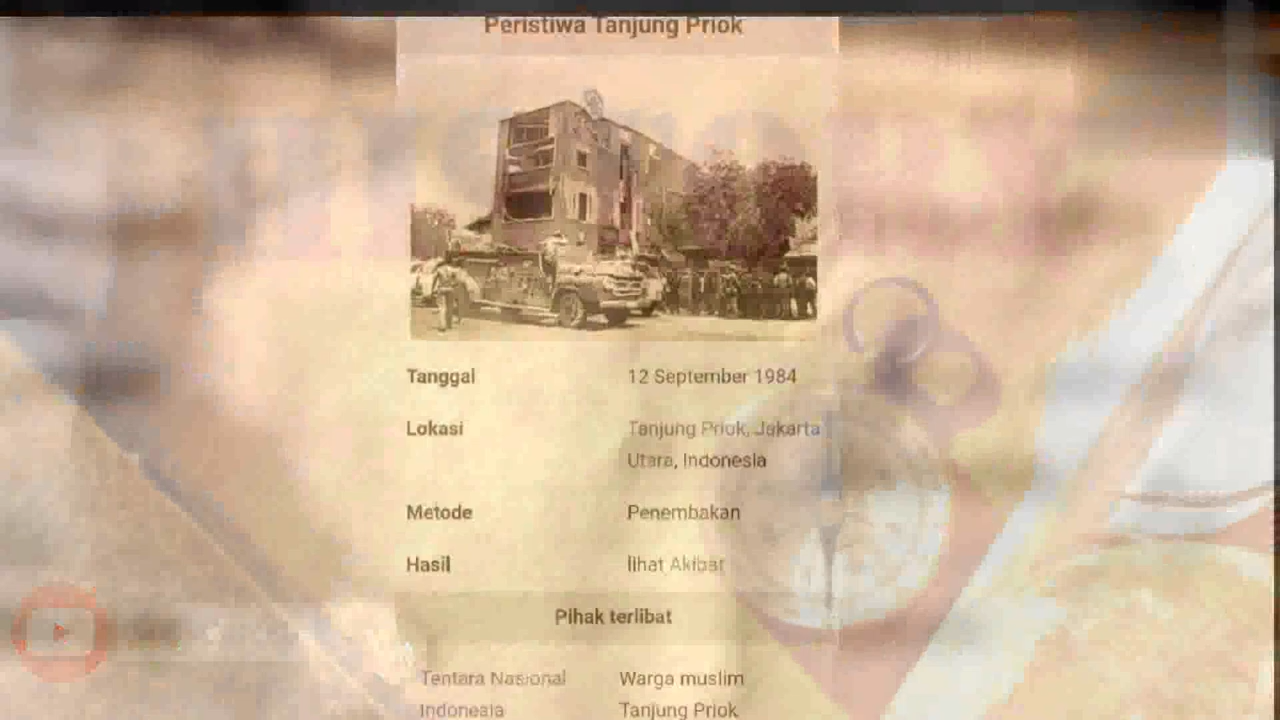 Peristiwa Tanjung Priok
Tanggal 12 September 1984
Lokasi Tanjung Priok, Jakarta
Utara, Indonesia
Metode Penembakan
Hasil lihat Akibat
Pihak terlibat
Tentara Nasional Warga muslim
Indonesia Tanjung Priok